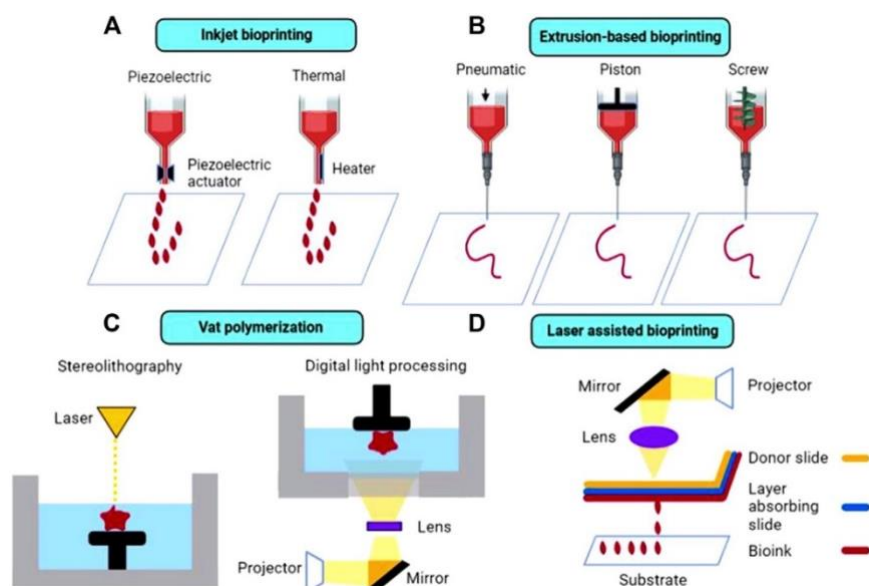 A
Inkjet bioprinting
Piezoelectric
Thermal
Piezoelectric
actuator
Heater
B
Extrusion-based bioprinting
Pneumatic
Piston
Screw
C
Vat polymerization
Stereolithography
Digital light processing
Laser
Lens
Projector
Mirror
D
Laser assisted bioprinting
Mirror
Projector
Lens
Donor slide
Layer
absorbing
slide
Bioink
Substrate